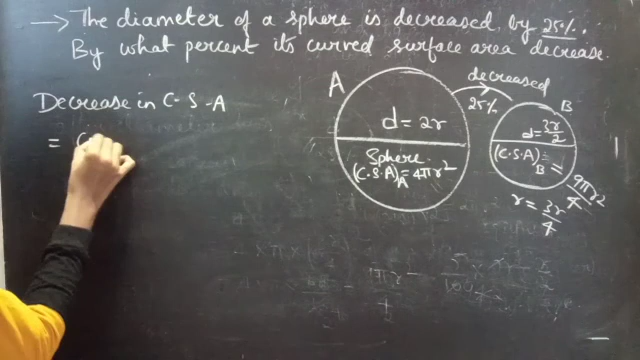 → The diameter of a sphere is decreased by 25%.
By what percent its curved surface area decrease.
Decrease in C-S-A
= (
A
d = 2r
Sphere
(C.S.A)A = 4πr²
decreased
25%
B
d = 3r/2
(C.S.A)B = 9πr²/4
r = 3r/4